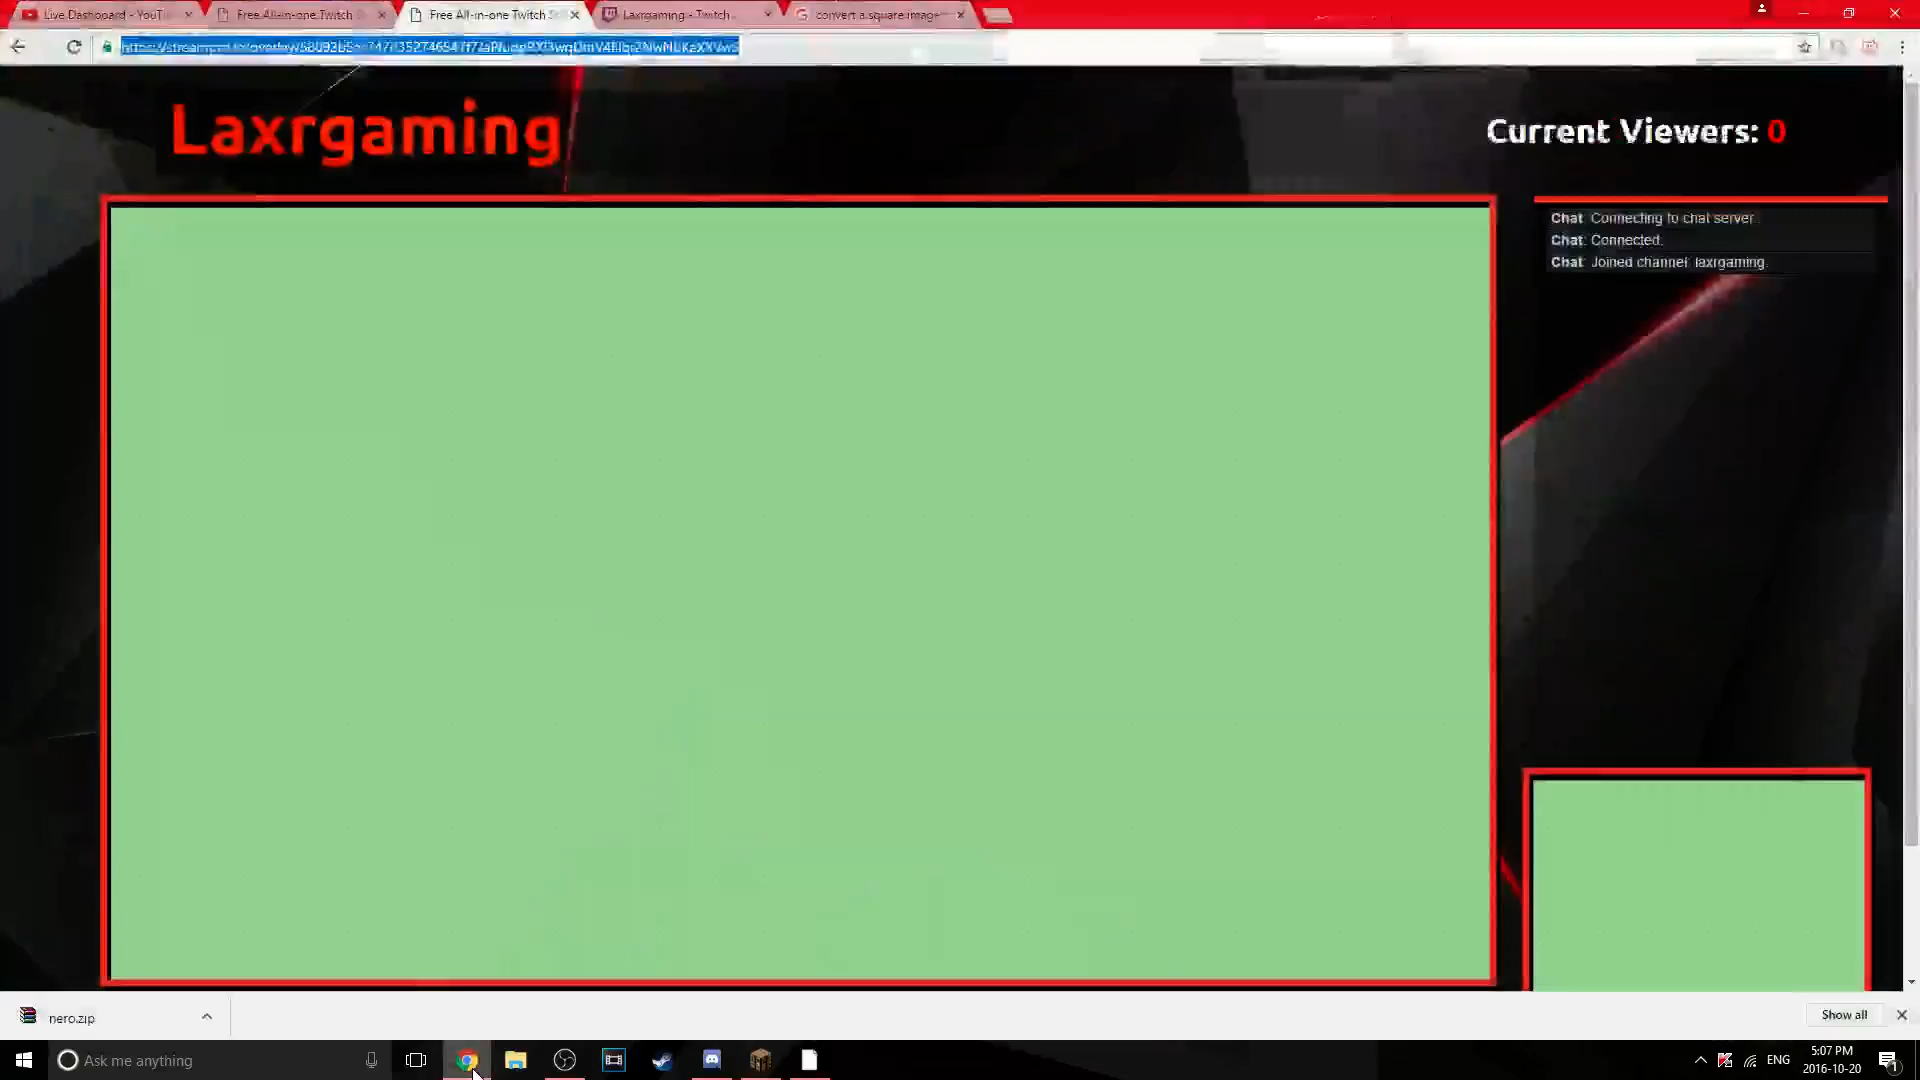 Live Dashboard - YouTu
Free All-in-one Twitch S
Free All-in-one Twitch S
Laxrgaming - Twitch
convert a square image
Laxrgaming
Current Viewers: 0
Chat: Connecting to chat server
Chat: Connected.
Chat: Joined channel: laxrgaming.
nero.zip
Show all
Ask me anything
ENG
5:07 PM
2016-10-20
1